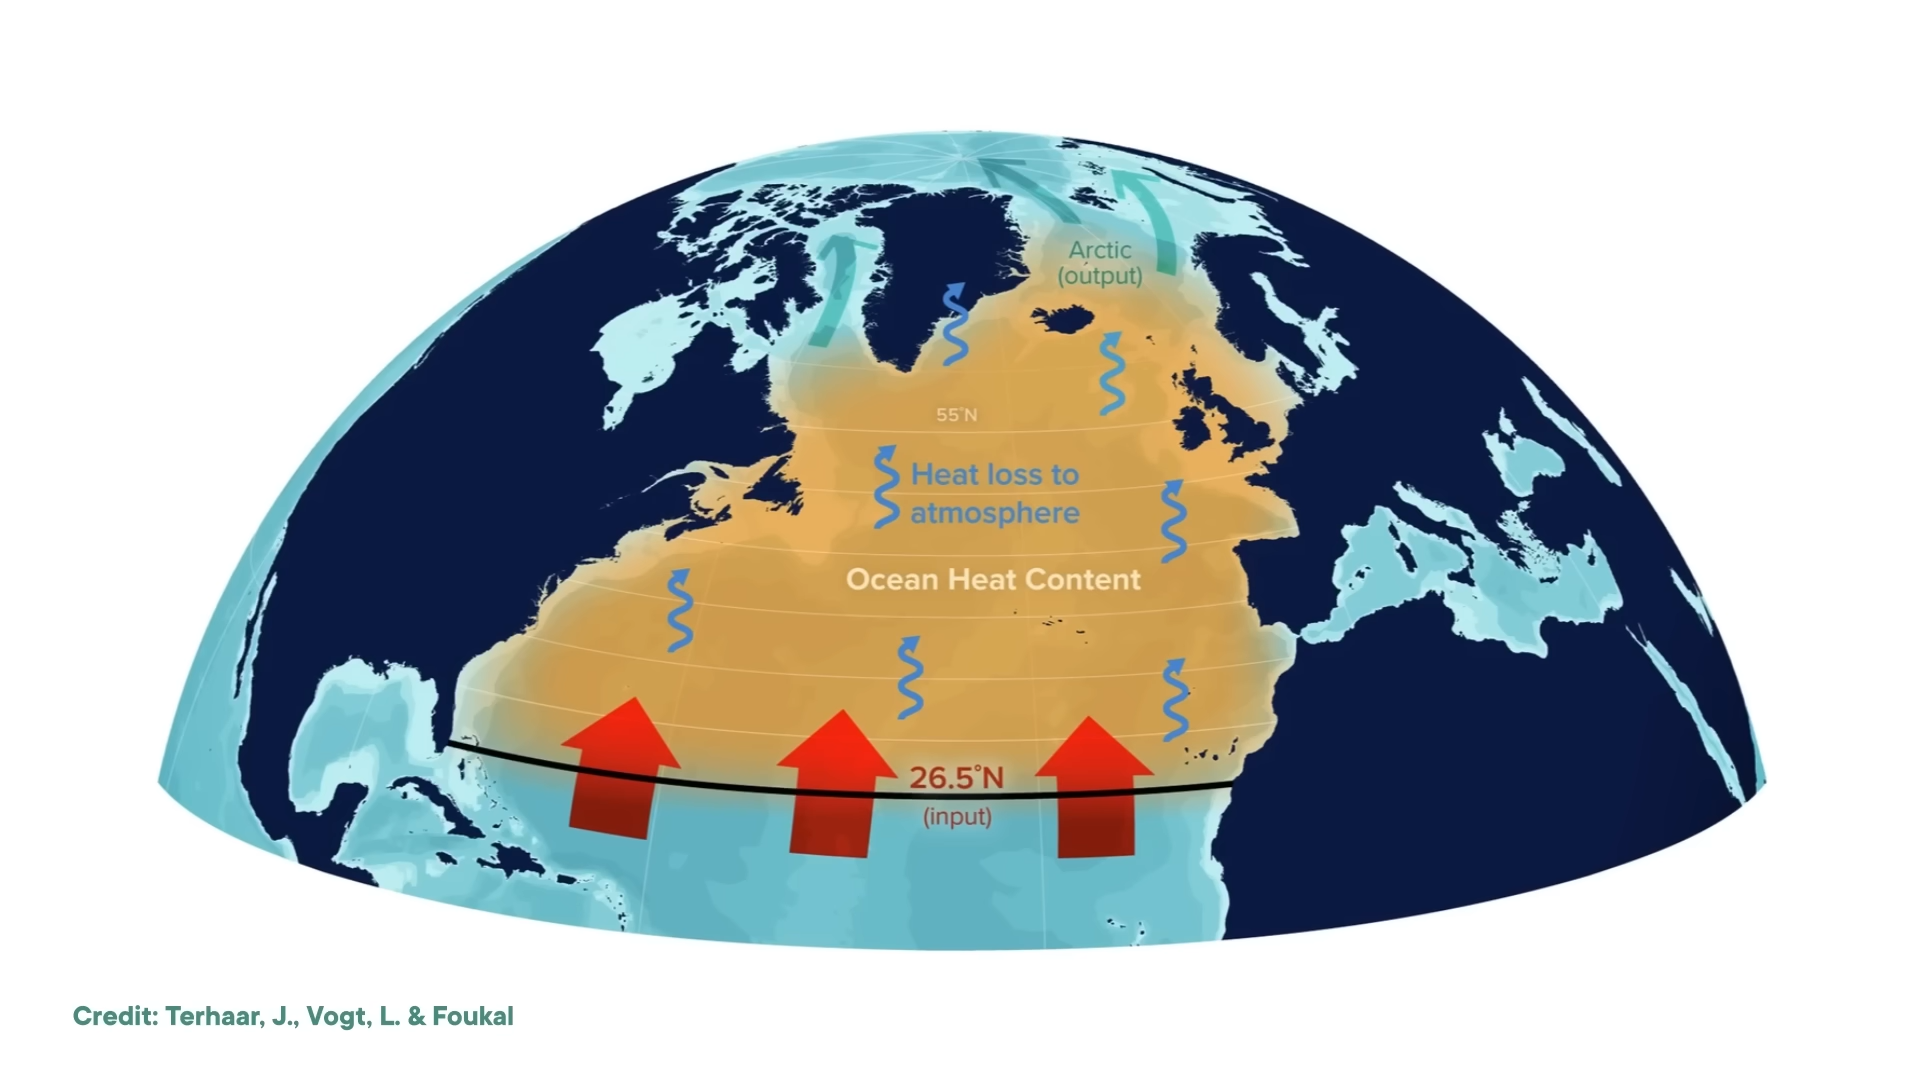 Arctic
(output)
55°N
Heat loss to
atmosphere
Ocean Heat Content
26.5°N
(input)
Credit: Terhaar, J., Vogt, L. & Foukal